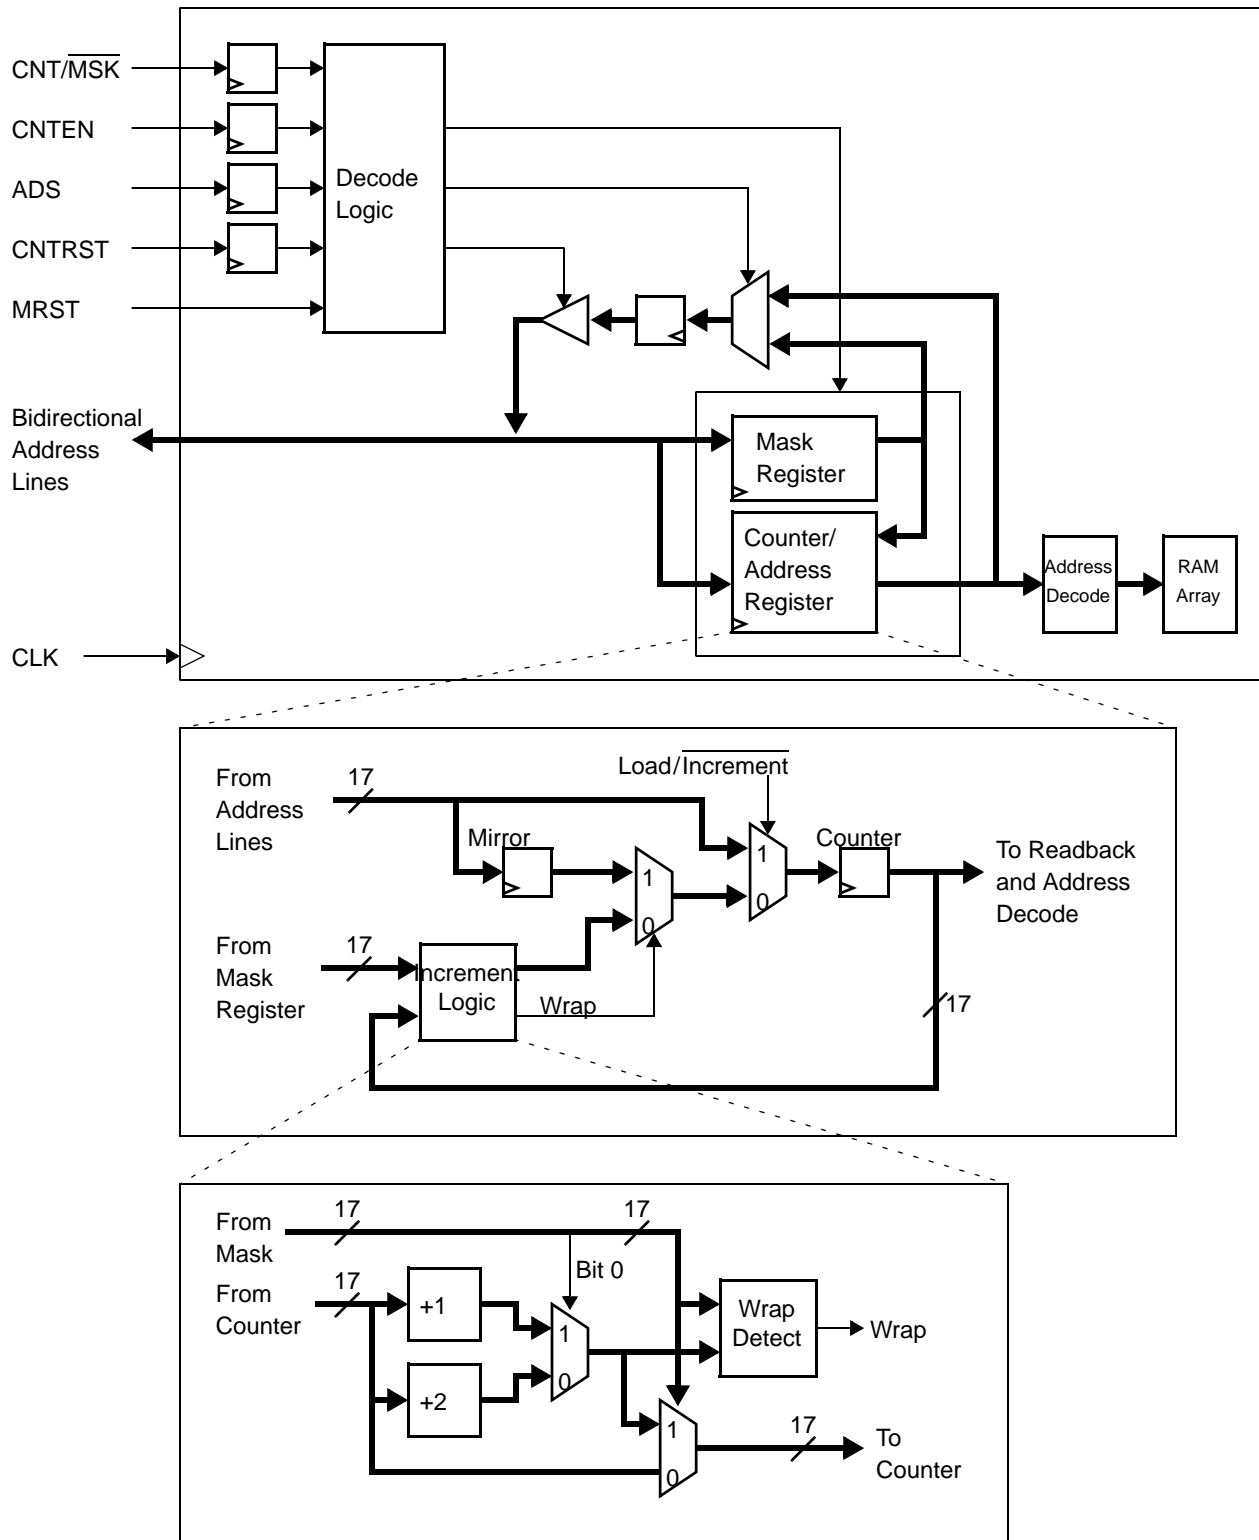 CNT/MSK
CNTEN
ADS
CNTRST
MRST
Decode
Logic
Bidirectional
Address
Lines
Mask
Register
Counter/
Address
Register
Address
Decode
RAM
Array
CLK
From
Address
Lines
17
Load/Increment
Mirror
1
0
1
0
Counter
To Readback
and Address
Decode
From
Mask
Register
17
Increment
Logic
Wrap
17
From
Mask
17
17
Bit 0
From
Counter
17
+1
+2
1
0
Wrap
Detect
Wrap
1
0
17
To
Counter